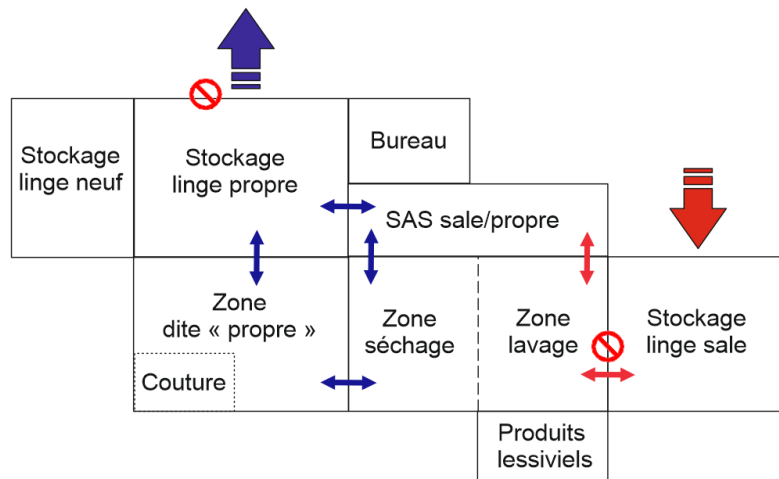 Stockage
linge neuf
Stockage
linge propre
Bureau
SAS sale/propre
Zone
dite « propre »
Couture
Zone
séchage
Zone
lavage
Stockage
linge sale
Produits
lessiviels